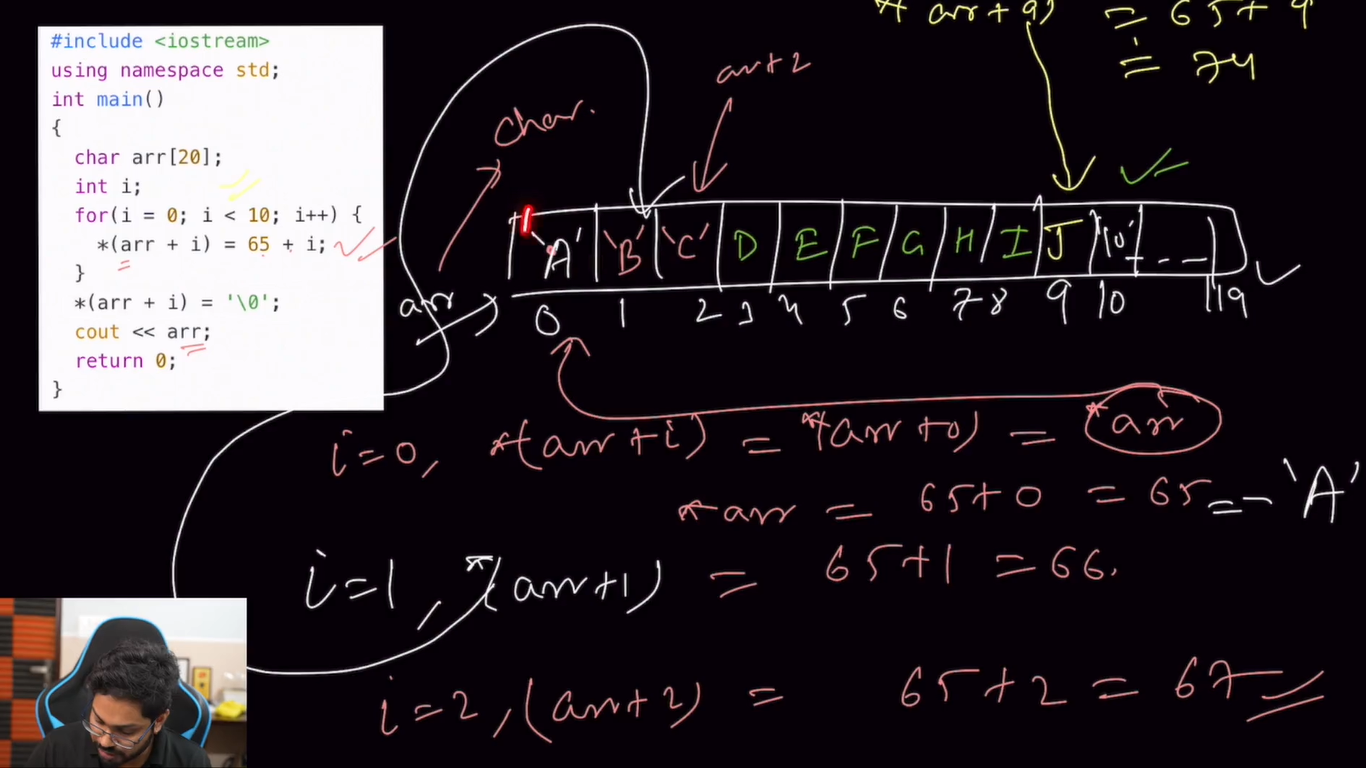 #include <iostream>
using namespace std;
int main()
{
char arr[20];
int i;
for(i = 0; i < 10; i++) {
*(arr + i) = 65 + i;
}
*(arr + i) = '\0';
cout << arr;
return 0;
}
*arr + 9) = 65 + 9
= 74
arr+2
char.
'A' 'B' 'C' D E F G H I J '\0' - - -
arr
0 1 2 3 4 5 6 7 8 9 10 19
i=0, *(arr+i) = *(arr+0) = *arr
*arr = 65+0 = 65 == 'A'
i=1, *(arr+1) = 65+1 = 66.
i=2, (arr+2) = 65+2 = 67